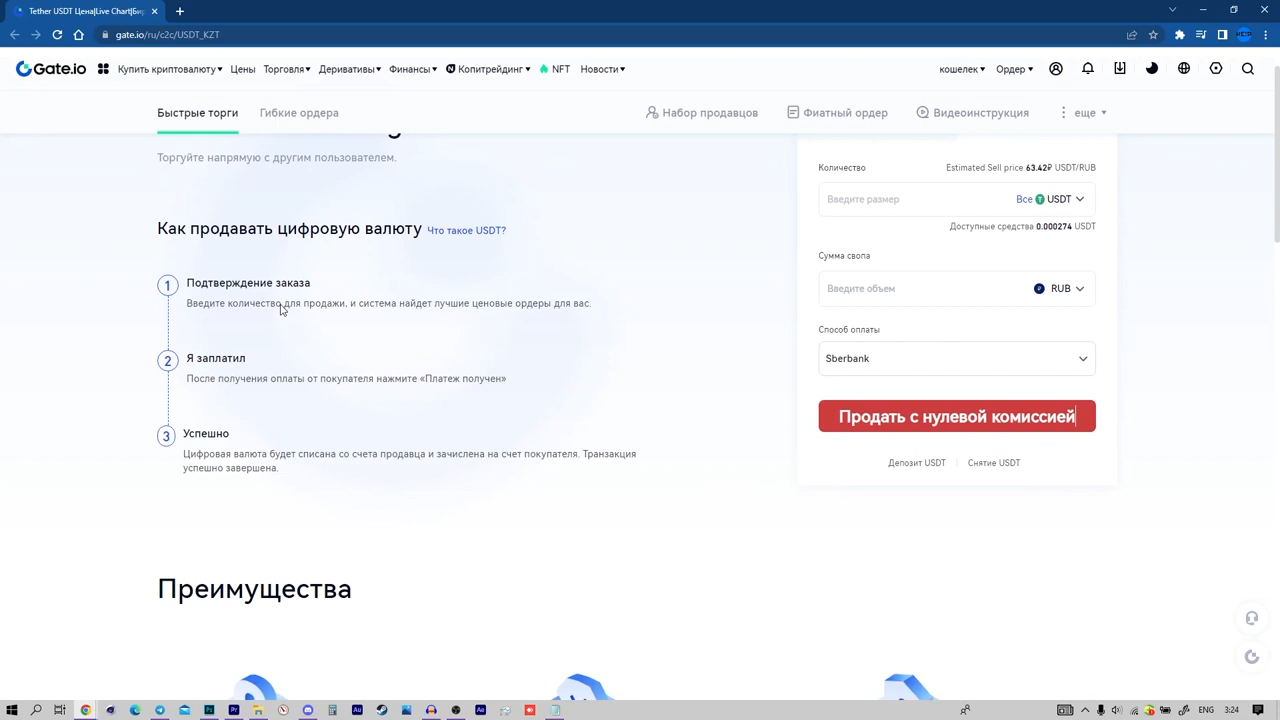 Tether USDT Цена|Live Chart|Бир
gate.io/ru/c2c/USDT_KZT
Gate.io Купить криптовалюту Цены Торговля Деривативы Финансы Копитрейдинг NFT Новости кошелек Ордер
Быстрые торги Гибкие ордера Набор продавцов Фиатный ордер Видеоинструкция еще
Торгуйте напрямую с другим пользователем.
Количество Estimated Sell price 63.42₽ USDT/RUB
Введите размер Все USDT
Доступные средства 0.000274 USDT
Как продавать цифровую валюту Что такое USDT?
Сумма свопа
Введите объем RUB
1 Подтверждение заказа
Введите количество для продажи, и система найдет лучшие ценовые ордеры для вас.
Способ оплаты
Sberbank
2 Я заплатил
После получения оплаты от покупателя нажмите «Платеж получен»
Продать с нулевой комиссией
3 Успешно
Цифровая валюта будет списана со счета продавца и зачислена на счет покупателя. Транзакция
успешно завершена.
Депозит USDT Снятие USDT
Преимущества
ENG 3:24